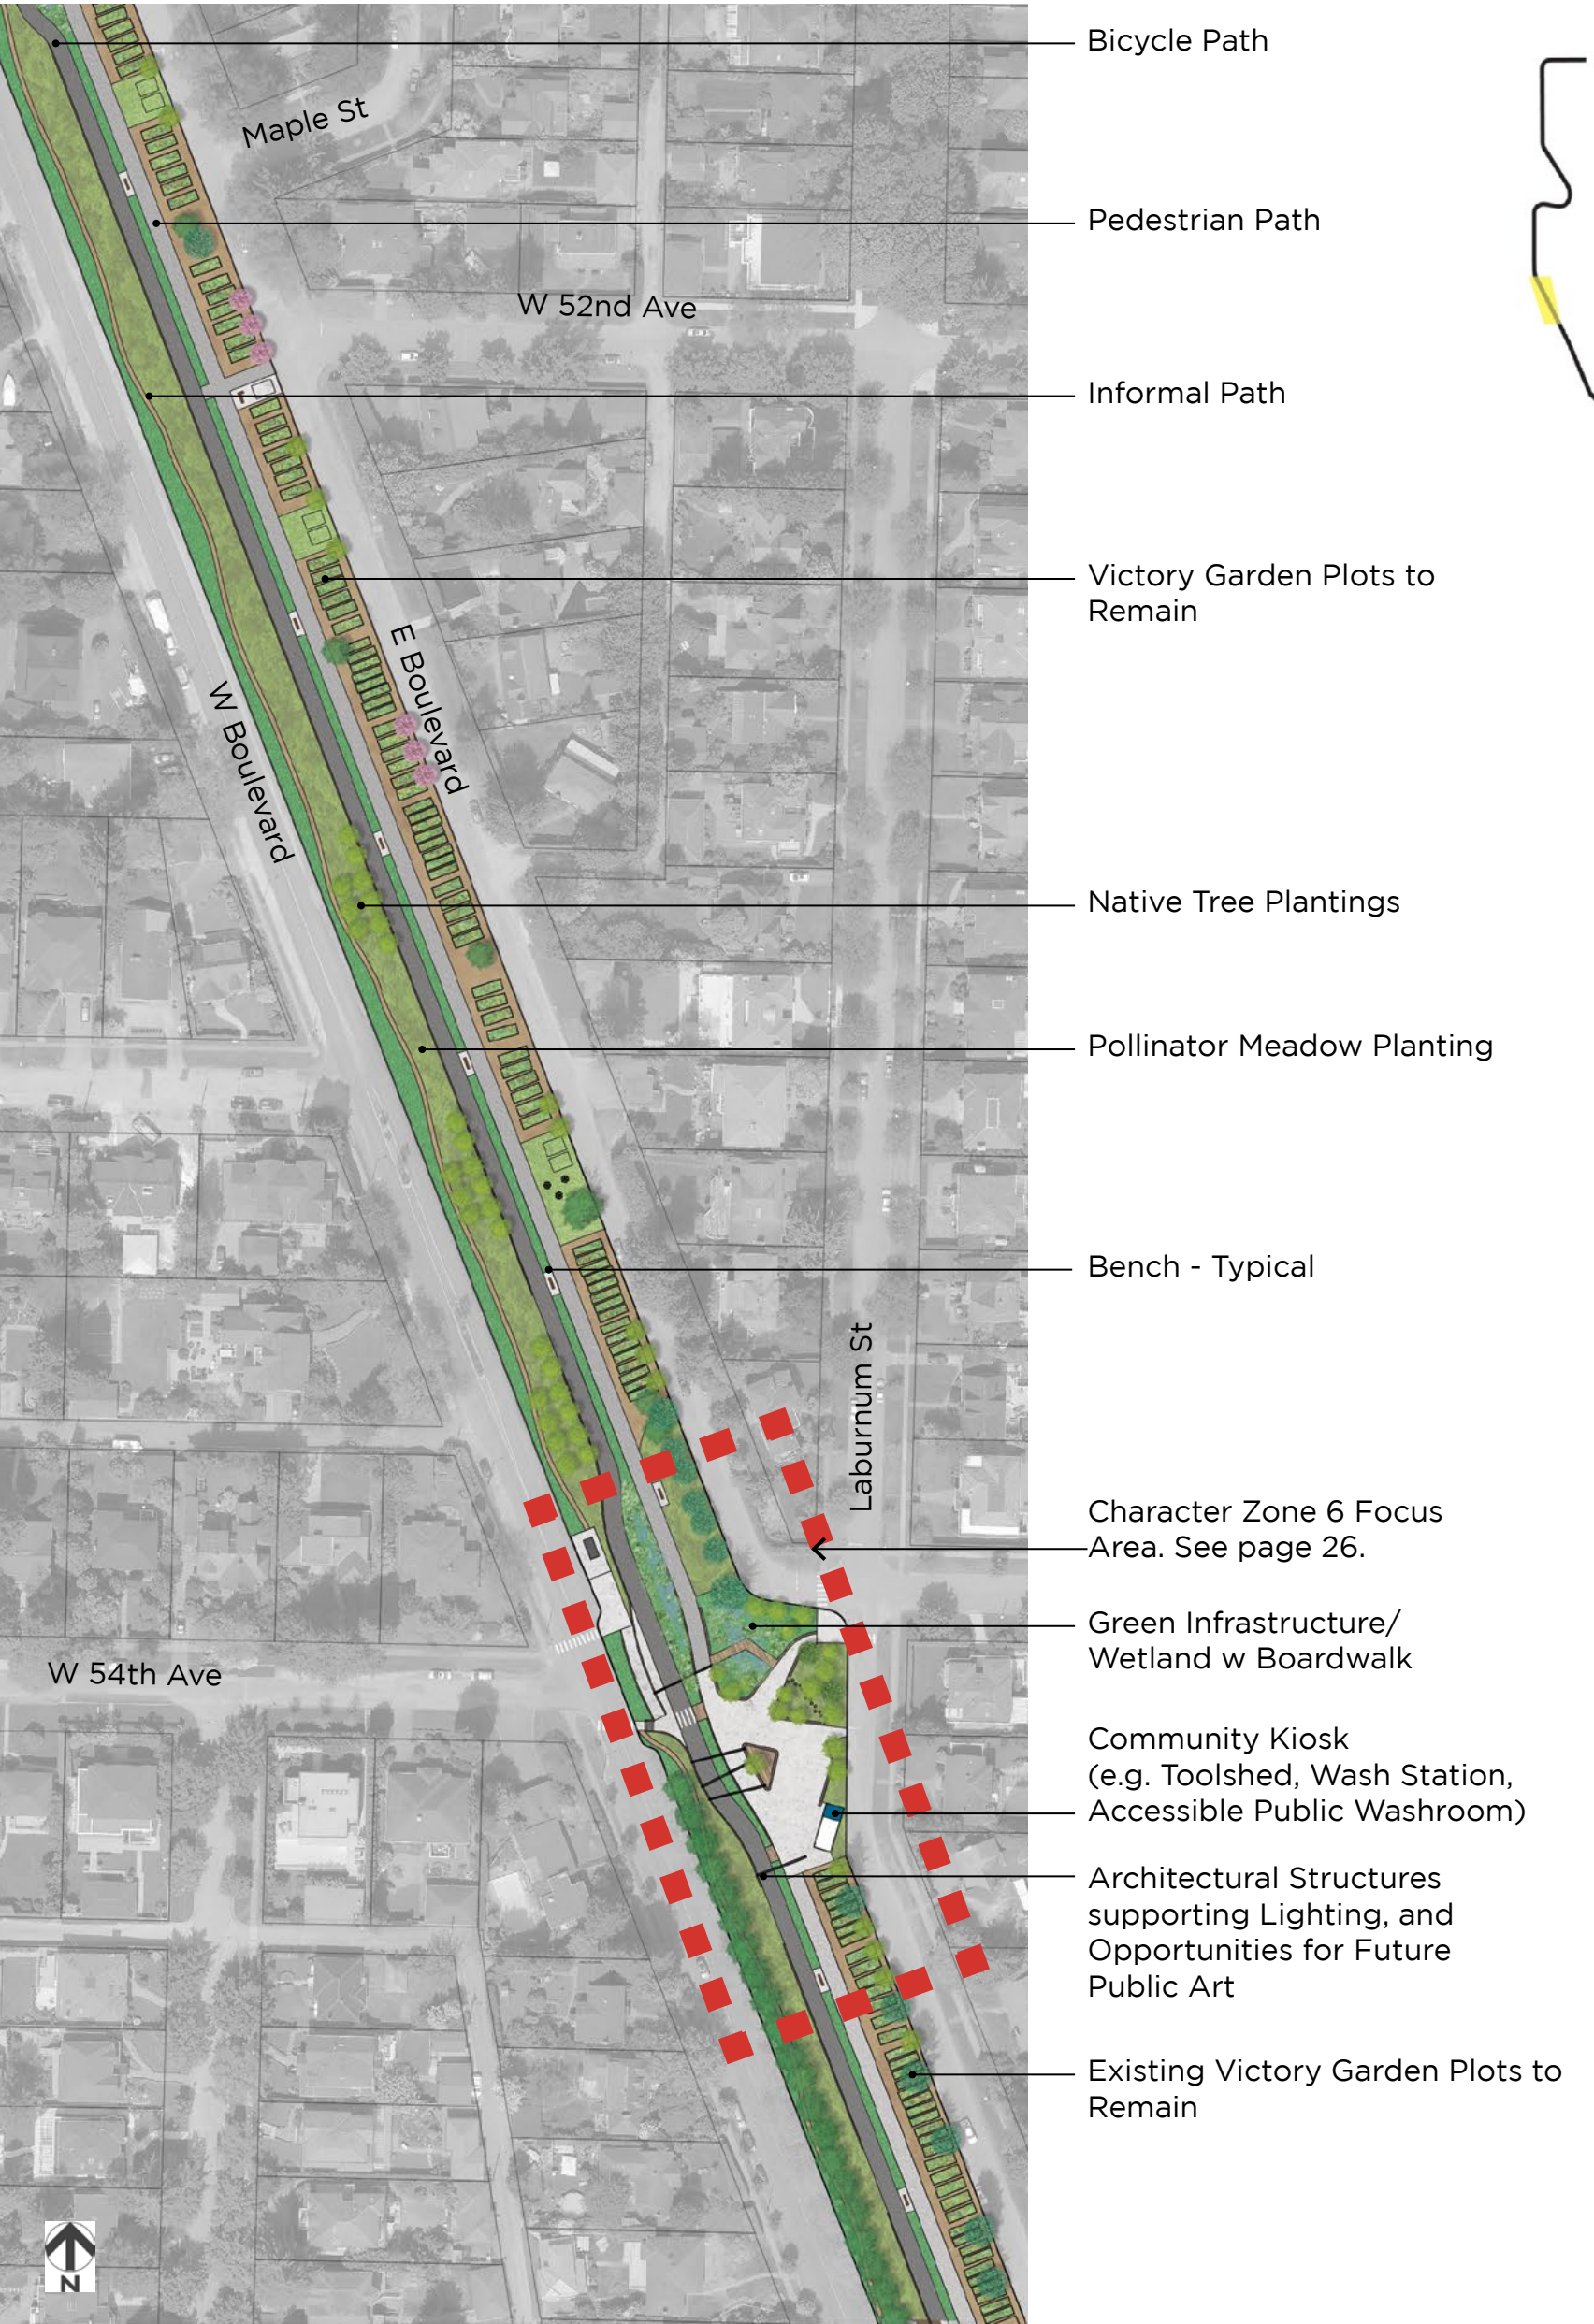 Bicycle Path
Maple St
Pedestrian Path
W 52nd Ave
Informal Path
Victory Garden Plots to
Remain
E Boulevard
W Boulevard
Native Tree Plantings
Pollinator Meadow Planting
Bench - Typical
Laburnum St
Character Zone 6 Focus
Area. See page 26.
Green Infrastructure/
Wetland w Boardwalk
W 54th Ave
Community Kiosk
(e.g. Toolshed, Wash Station,
Accessible Public Washroom)
Architectural Structures
supporting Lighting, and
Opportunities for Future
Public Art
Existing Victory Garden Plots to
Remain
N